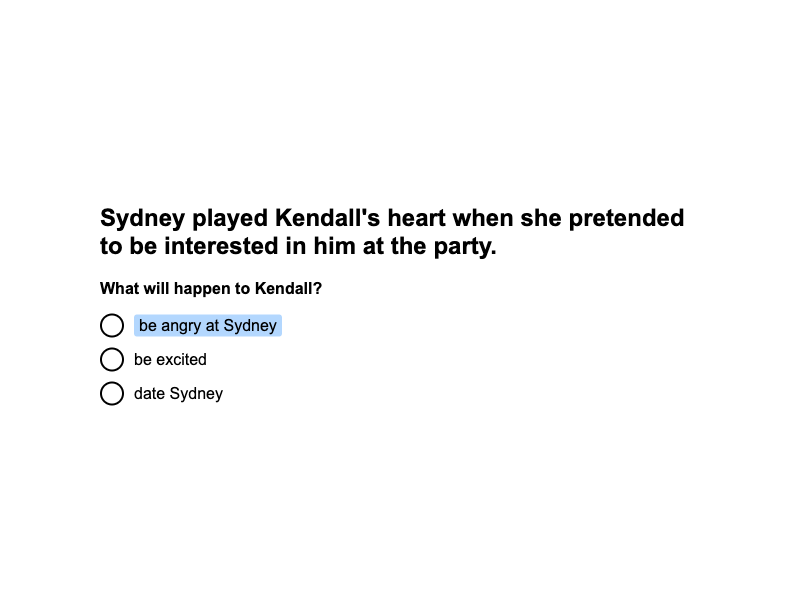 Sydney played Kendall's heart when she pretended
to be interested in him at the party.
What will happen to Kendall?
be angry at Sydney
be excited
date Sydney